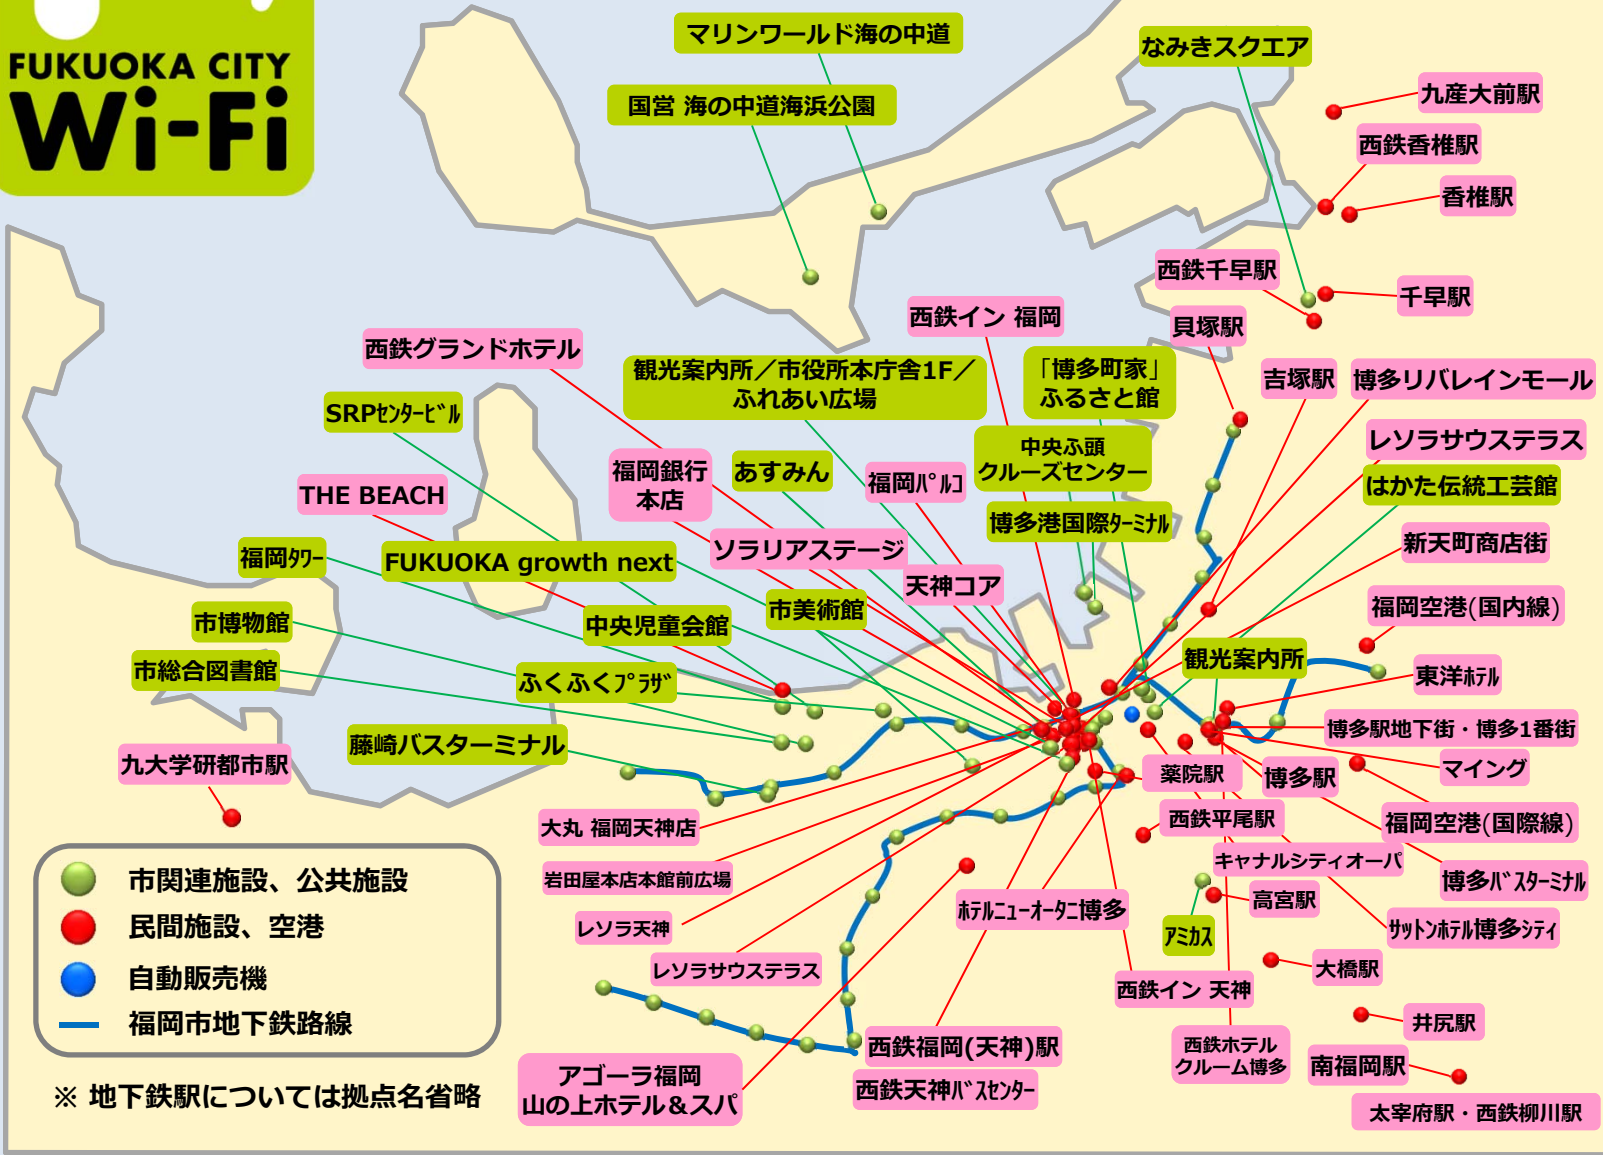 FUKUOKA CITY
Wi-Fi
マリンワールド海の中道
国営 海の中道海浜公園
なみきスクエア
九産大前駅
西鉄香椎駅
香椎駅
西鉄千早駅
千早駅
貝塚駅
西鉄イン 福岡
西鉄グランドホテル
観光案内所／市役所本庁舎1F／
ふれあい広場
「博多町家」
ふるさと館
吉塚駅
博多リバレインモール
SRPｾﾝﾀｰﾋﾞﾙ
福岡銀行
本店
あすみん
福岡ﾊﾟﾙｺ
中央ふ頭
クルーズセンター
レソラサウステラス
はかた伝統工芸館
THE BEACH
博多港国際ﾀｰﾐﾅﾙ
新天町商店街
福岡ﾀﾜｰ
FUKUOKA growth next
ソラリアステージ
天神コア
福岡空港(国内線)
市博物館
中央児童会館
市美術館
市総合図書館
ふくふくﾌﾟﾗｻﾞ
観光案内所
東洋ﾎﾃﾙ
藤崎バスターミナル
博多駅地下街・博多1番街
九大学研都市駅
薬院駅
博多駅
マイング
大丸 福岡天神店
西鉄平尾駅
福岡空港(国際線)
岩田屋本店本館前広場
キャナルシティオーパ
博多ﾊﾞｽﾀｰﾐﾅﾙ
レソラ天神
ﾎﾃﾙﾆｭｰオｰﾀﾆ博多
高宮駅
ｱﾐｶｽ
ｻｯﾄﾝﾎﾃﾙ博多ｼﾃｨ
レソラサウステラス
大橋駅
西鉄イン 天神
井尻駅
西鉄福岡(天神)駅
西鉄ホテル
クルーム博多
南福岡駅
西鉄天神ﾊﾞｽｾﾝﾀｰ
アゴーラ福岡
山の上ホテル＆スパ
太宰府駅・西鉄柳川駅
市関連施設、公共施設
民間施設、空港
自動販売機
福岡市地下鉄路線
※ 地下鉄駅については拠点名省略